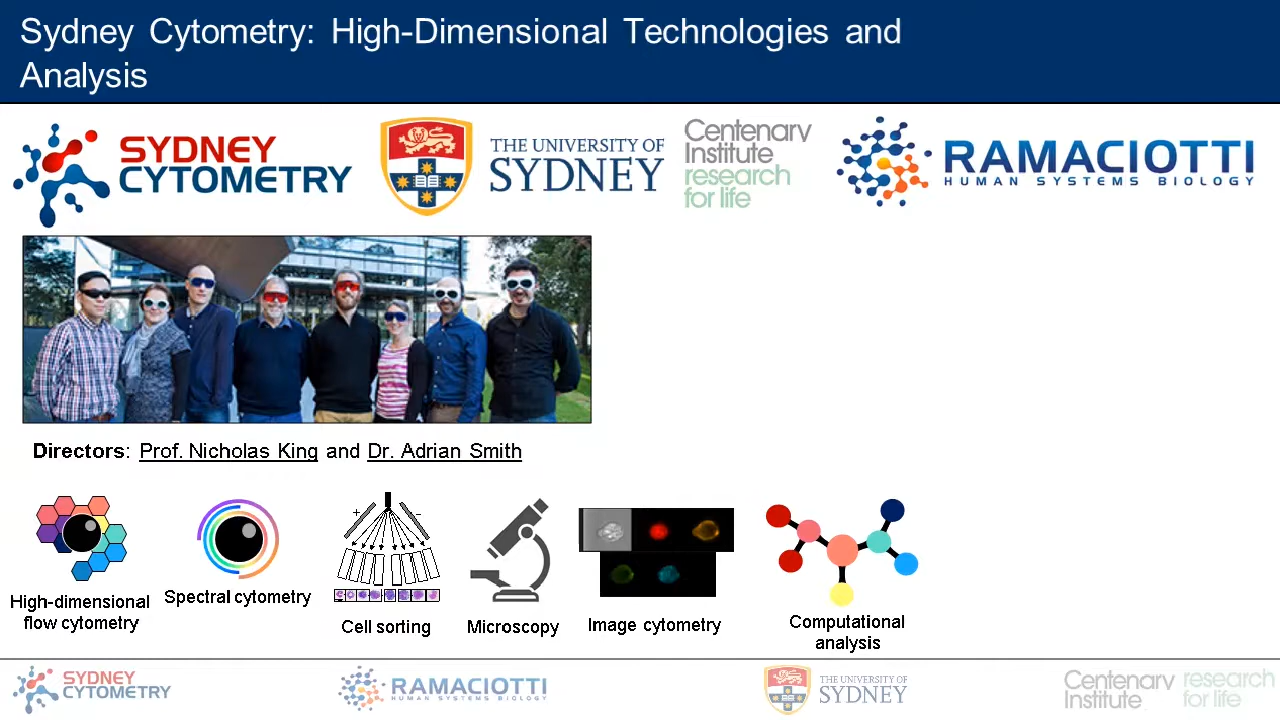 Sydney Cytometry: High-Dimensional Technologies and
Analysis
SYDNEY
CYTOMETRY
THE UNIVERSITY OF
SYDNEY
Centenary
Institute
research
for life
RAMACIOTTI
HUMAN SYSTEMS BIOLOGY
Directors: Prof. Nicholas King and Dr. Adrian Smith
+
-
High-dimensional
flow cytometry
Spectral cytometry
Cell sorting
Microscopy
Image cytometry
Computational
analysis
SYDNEY
CYTOMETRY
RAMACIOTTI
HUMAN SYSTEMS BIOLOGY
THE UNIVERSITY OF
SYDNEY
Centenary
Institute
research
for life